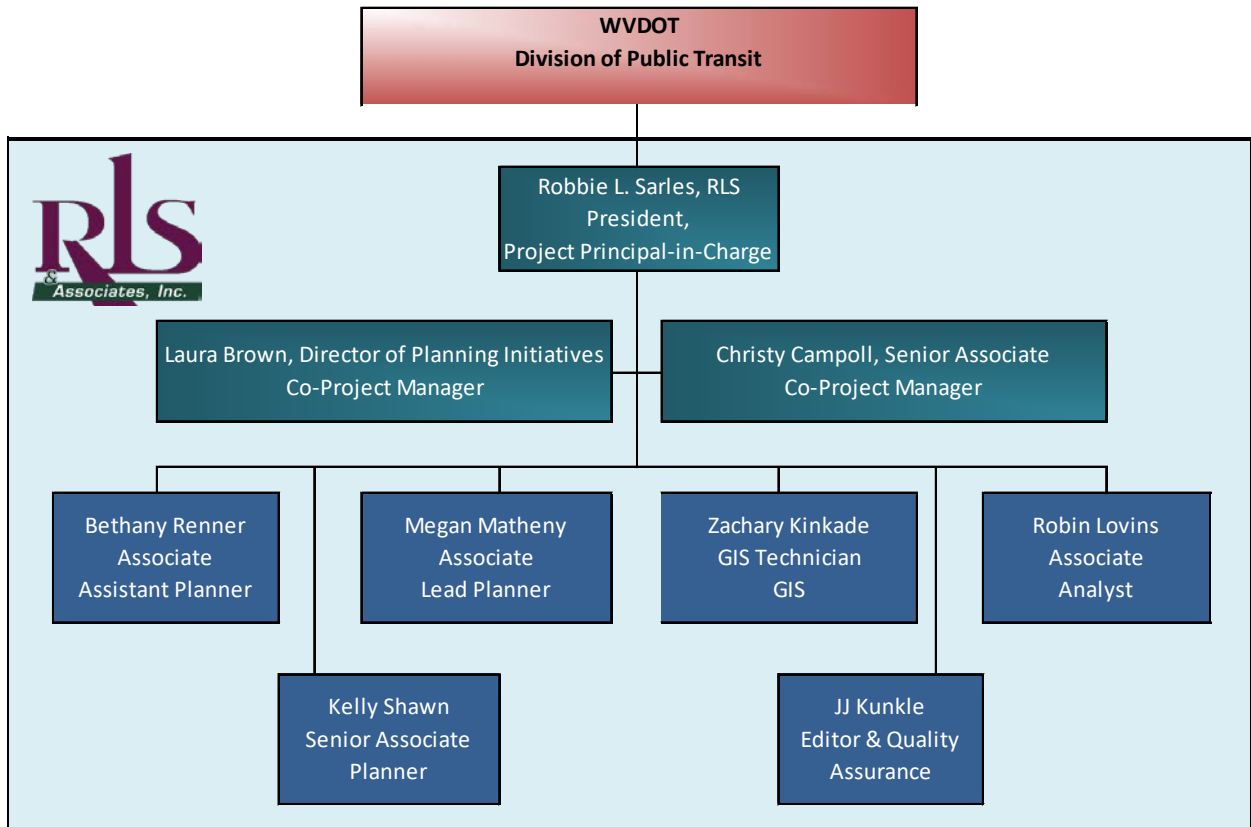 WVDOT
Division of Public Transit
RLS
& Associates, Inc.
Robbie L. Sarles, RLS
President,
Project Principal-in-Charge
Laura Brown, Director of Planning Initiatives
Co-Project Manager
Christy Campoll, Senior Associate
Co-Project Manager
Bethany Renner
Associate
Assistant Planner
Megan Matheny
Associate
Lead Planner
Zachary Kinkade
GIS Technician
GIS
Robin Lovins
Associate
Analyst
Kelly Shawn
Senior Associate
Planner
JJ Kunkle
Editor & Quality
Assurance